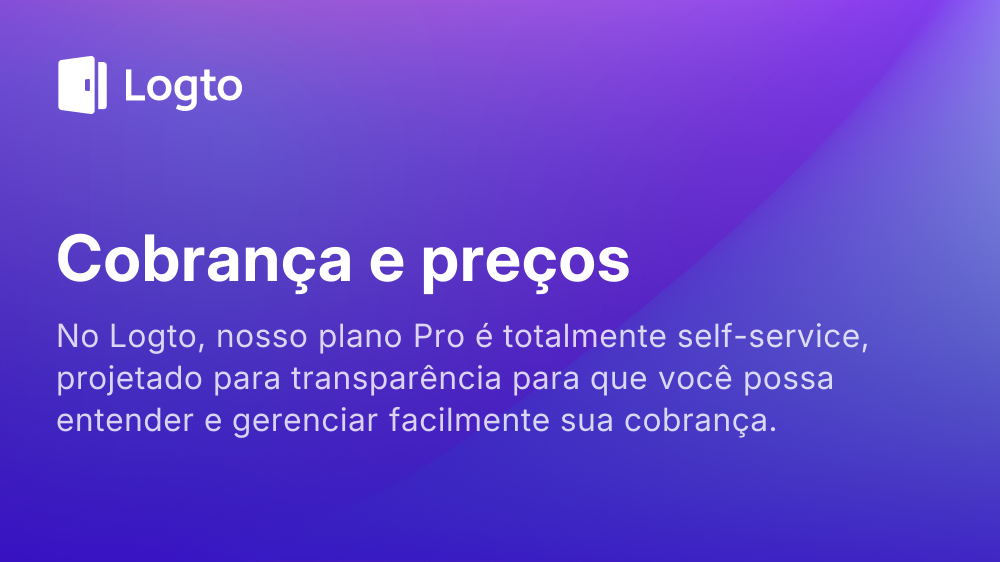 Logto
Cobrança e preços
No Logto, nosso plano Pro é totalmente self-service,
projetado para transparência para que você possa
entender e gerenciar facilmente sua cobrança.